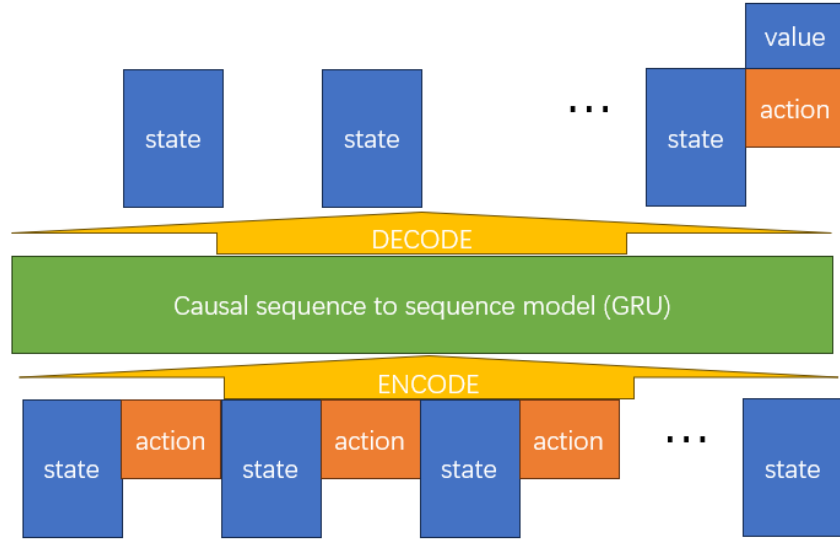 value
state
state
...
state
action
DECODE
Causal sequence to sequence model (GRU)
ENCODE
state
action
state
action
state
action
...
state